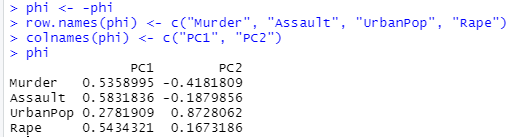 > phi <- -phi
> row.names(phi) <- c("Murder", "Assault", "UrbanPop", "Rape")
> colnames(phi) <- c("PC1", "PC2")
> phi
               PC1        PC2
Murder   0.5358995 -0.4181809
Assault  0.5831836 -0.1879856
UrbanPop 0.2781909  0.8728062
Rape     0.5434321  0.1673186